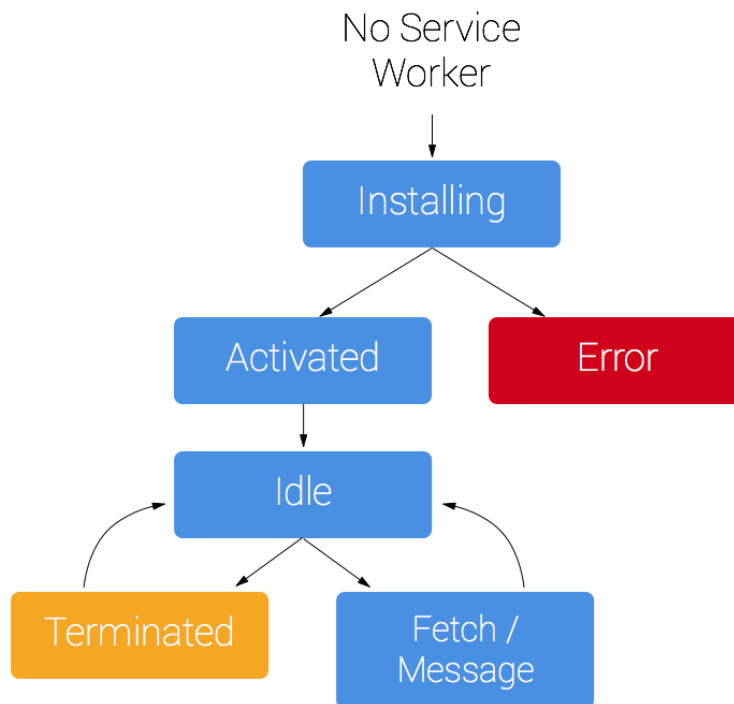 No Service
Worker
Installing
Activated
Error
Idle
Terminated
Fetch /
Message